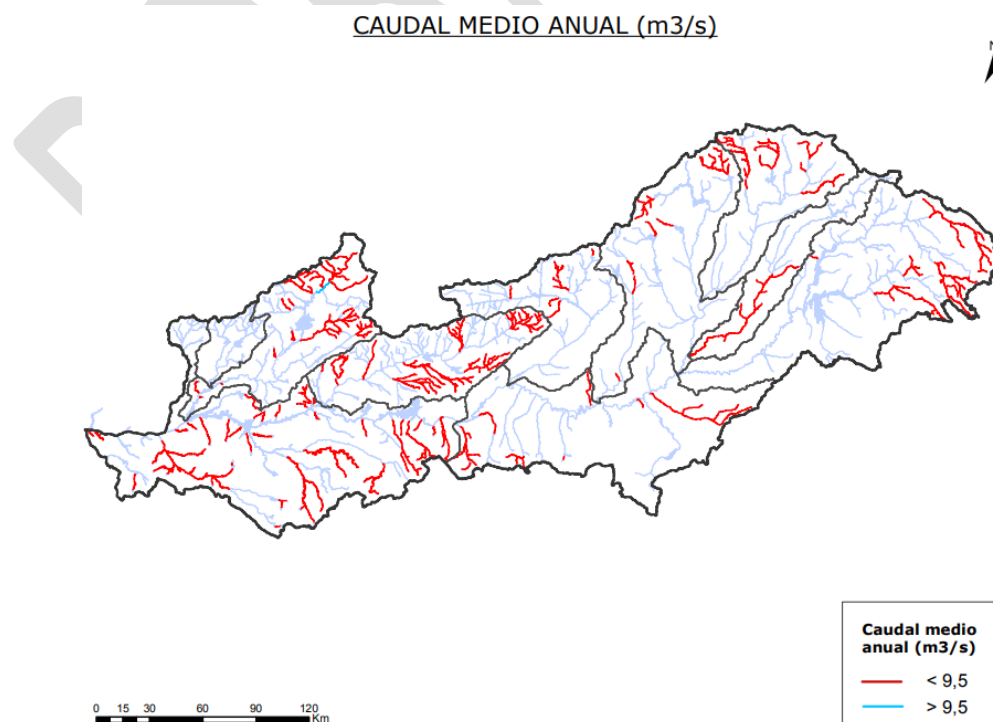 CAUDAL MEDIO ANUAL (m3/s)
N
Caudal medio
anual (m3/s)
< 9,5
> 9,5
0 15 30 60 90 120
Km